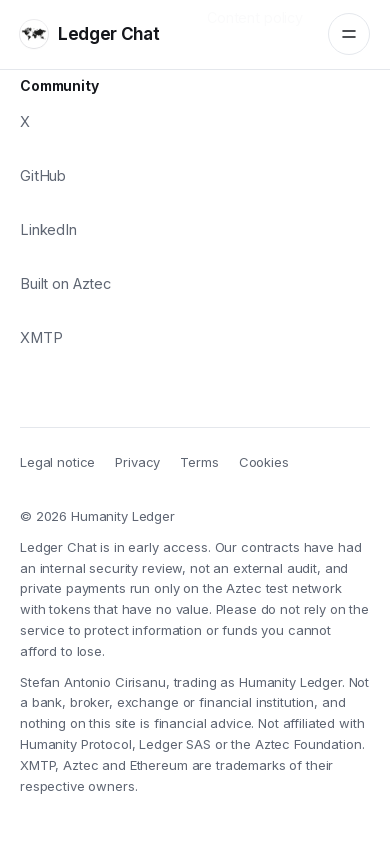 Content policy
Ledger Chat
Community
X
GitHub
LinkedIn
Built on Aztec
XMTP
Legal notice Privacy Terms Cookies
© 2026 Humanity Ledger
Ledger Chat is in early access. Our contracts have had
an internal security review, not an external audit, and
private payments run only on the Aztec test network
with tokens that have no value. Please do not rely on the
service to protect information or funds you cannot
afford to lose.
Stefan Antonio Cirisanu, trading as Humanity Ledger. Not
a bank, broker, exchange or financial institution, and
nothing on this site is financial advice. Not affiliated with
Humanity Protocol, Ledger SAS or the Aztec Foundation.
XMTP, Aztec and Ethereum are trademarks of their
respective owners.